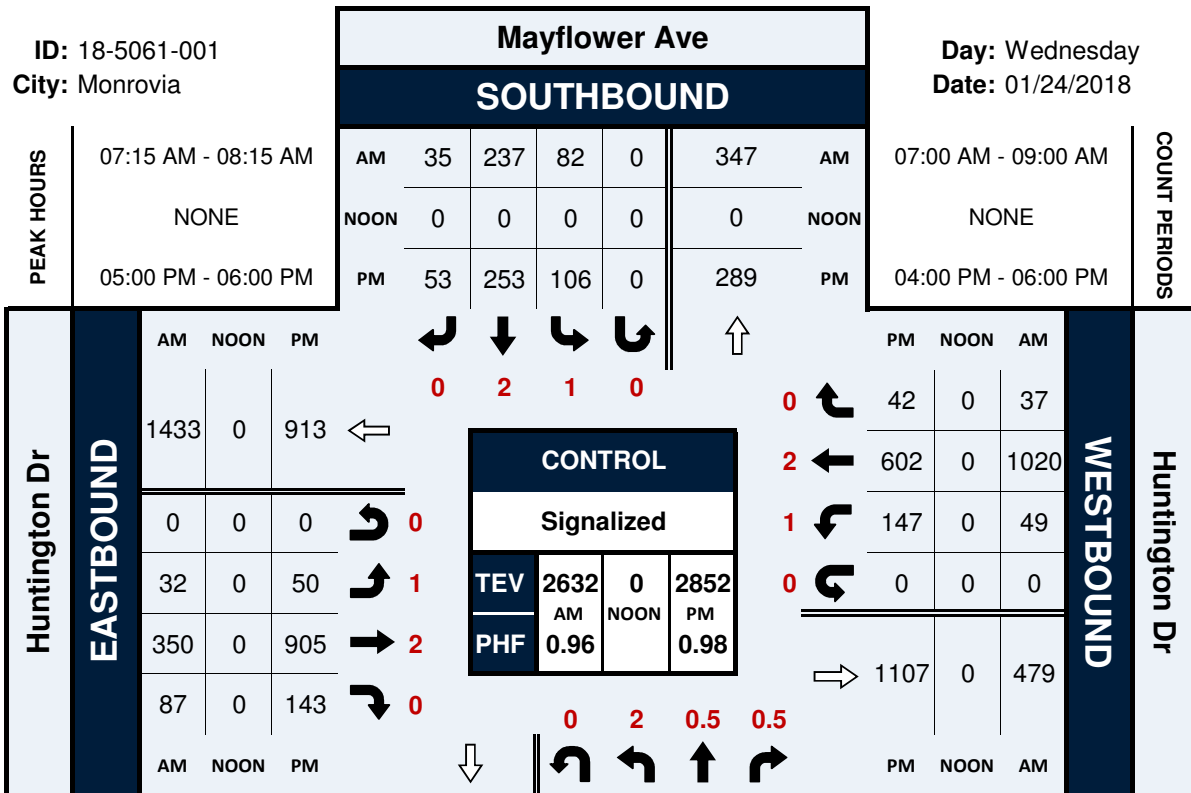 Mayflower Ave
ID: 18-5061-001
City: Monrovia
Day: Wednesday
Date: 01/24/2018
SOUTHBOUND
PEAK HOURS
07:15 AM - 08:15 AM
NONE
05:00 PM - 06:00 PM
AM 35 237 82 0 347 AM
NOON 0 0 0 0 0 NOON
PM 53 253 106 0 289 PM
07:00 AM - 09:00 AM
NONE
04:00 PM - 06:00 PM
COUNT PERIODS
0 2 1 0
Huntington Dr
EASTBOUND
AM NOON PM
1433 0 913
0 0 0 0
32 0 50 1
350 0 905 2
87 0 143 0
AM NOON PM
CONTROL
Signalized
TEV 2632 0 2852
AM NOON PM
PHF 0.96 0.98
PM NOON AM
0 42 0 37
2 602 0 1020
1 147 0 49
0 0 0 0
1107 0 479
PM NOON AM
WESTBOUND
Huntington Dr
0 2 0.5 0.5